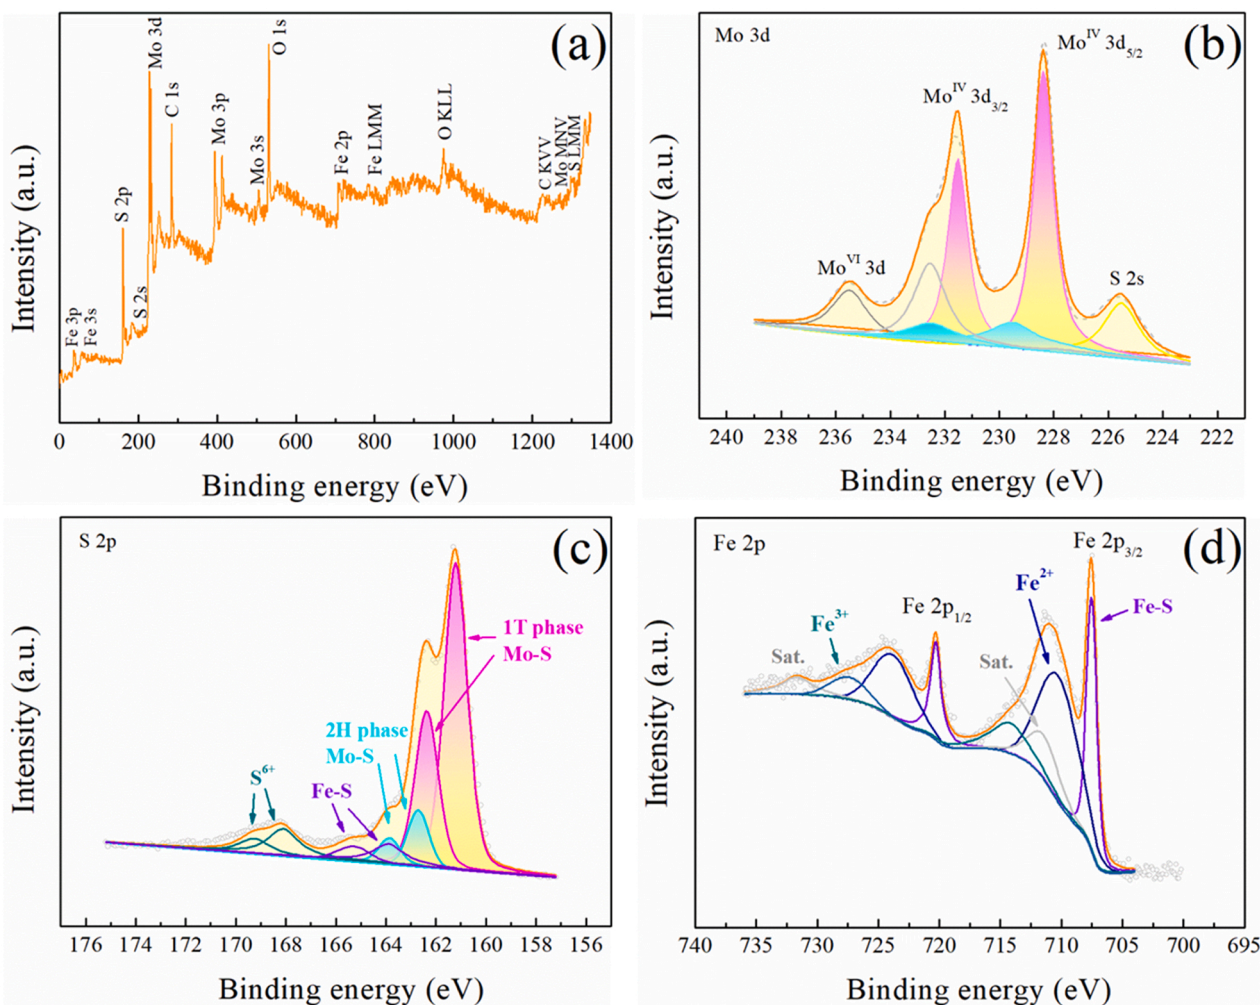 (a)
Fe 3p
Fe 3s
S 2p
S 2s
Mo 3d
C 1s
Mo 3p
Mo 3s
O 1s
Fe 2p
Fe LMM
O KLL
C KVV
Mo MNV
S LMM
Intensity (a.u.)
0 200 400 600 800 1000 1200 1400
Binding energy (eV)
Mo 3d
(b)
Mo^IV 3d_5/2
Mo^IV 3d_3/2
Mo^VI 3d
S 2s
Intensity (a.u.)
240 238 236 234 232 230 228 226 224 222
Binding energy (eV)
S 2p
(c)
1T phase
Mo-S
2H phase
Mo-S
Fe-S
S^6+
Intensity (a.u.)
176 174 172 170 168 166 164 162 160 158 156
Binding energy (eV)
Fe 2p
(d)
Fe 2p_3/2
Fe^2+
Fe-S
Fe 2p_1/2
Fe^3+
Sat.
Sat.
Intensity (a.u.)
740 735 730 725 720 715 710 705 700 695
Binding energy (eV)